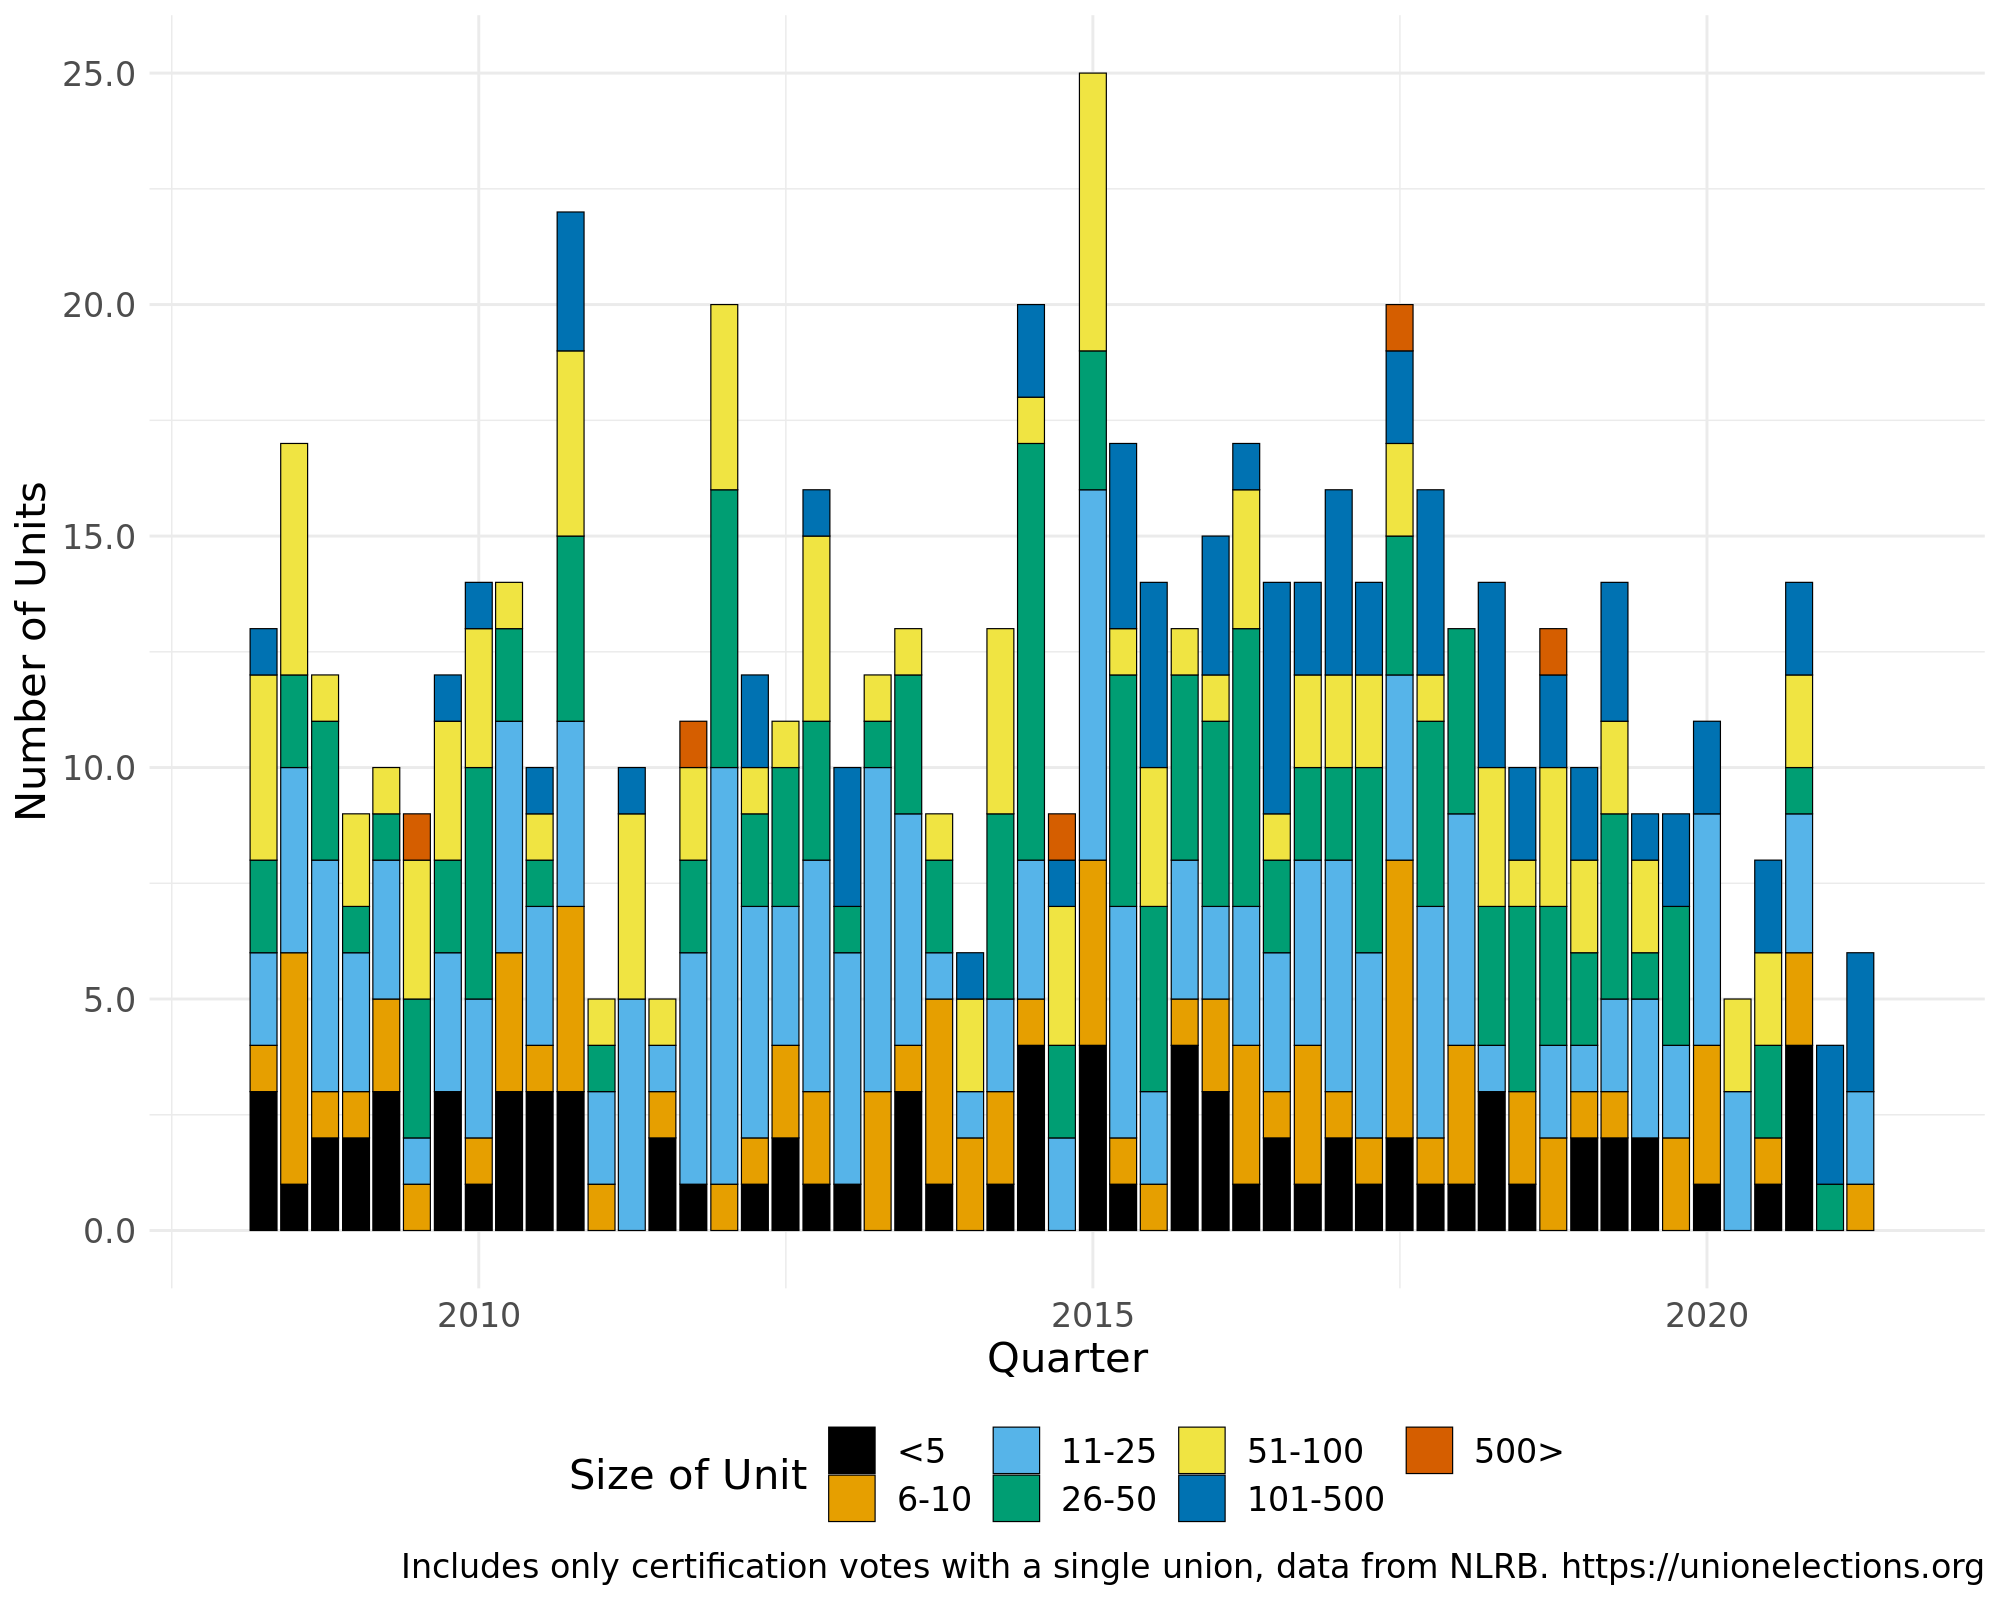 25.0
20.0
15.0
10.0
5.0
0.0
Number of Units
2010 2015 2020
Quarter
Size of Unit
<5 11-25 51-100 500>
6-10 26-50 101-500
Includes only certification votes with a single union, data from NLRB. https://unionelections.org